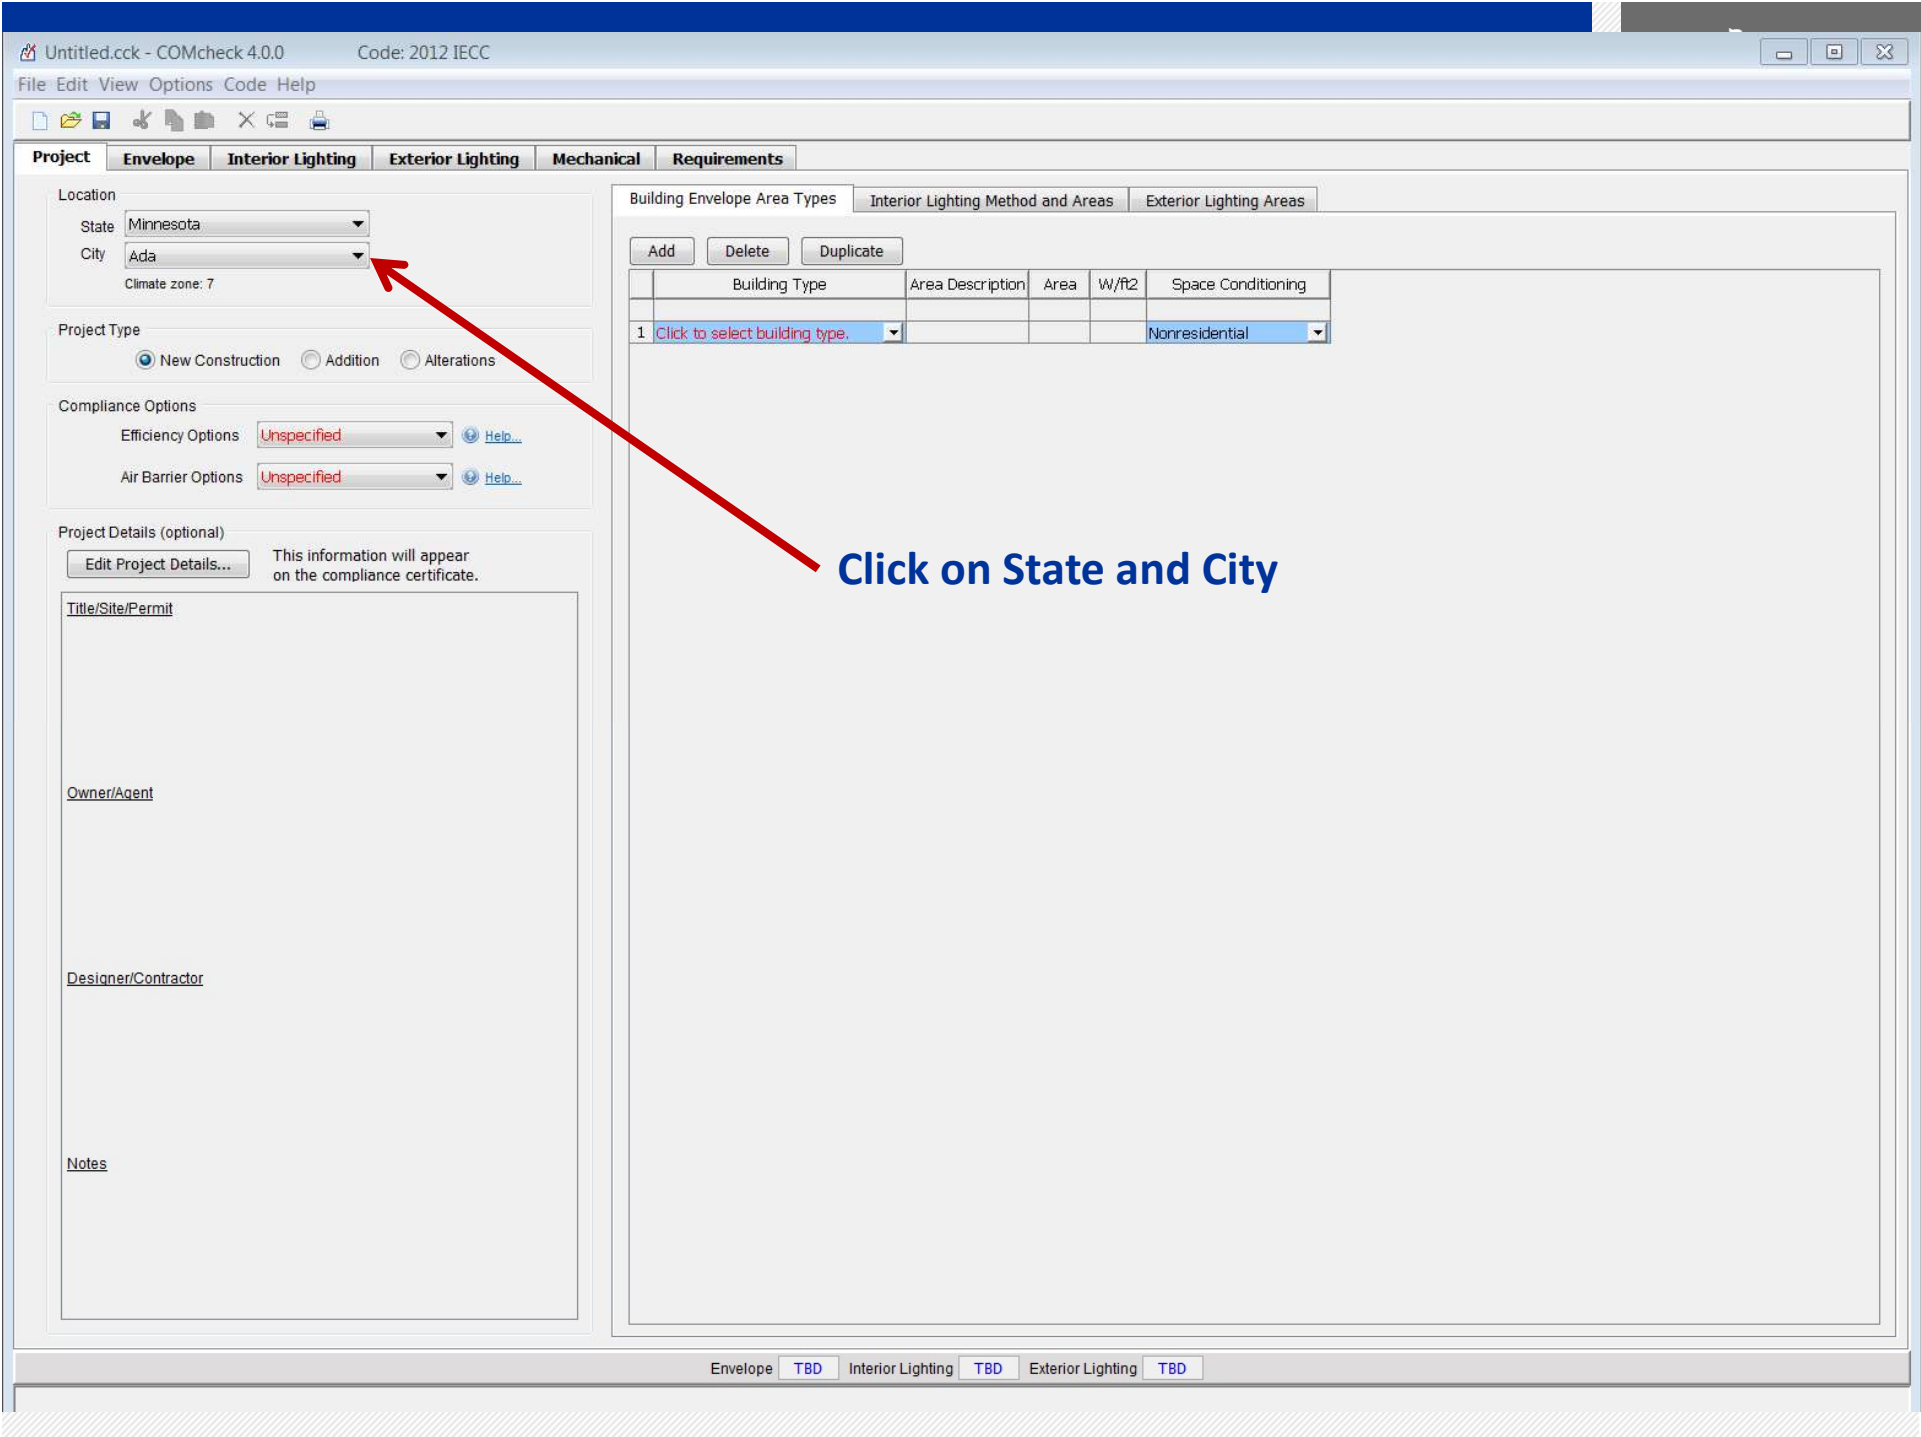 Untitled.cck - COMcheck 4.0.0 Code: 2012 IECC
File Edit View Options Code Help
Project Envelope Interior Lighting Exterior Lighting Mechanical Requirements
Location
State Minnesota
City Ada
Climate zone: 7
Project Type
New Construction Addition Alterations
Compliance Options
Efficiency Options Unspecified Help...
Air Barrier Options Unspecified Help...
Project Details (optional)
Edit Project Details... This information will appear
on the compliance certificate.
Title/Site/Permit
Owner/Agent
Designer/Contractor
Notes
Building Envelope Area Types Interior Lighting Method and Areas Exterior Lighting Areas
Add Delete Duplicate
Building Type Area Description Area W/ft2 Space Conditioning
1 Click to select building type. Nonresidential
Click on State and City
Envelope TBD Interior Lighting TBD Exterior Lighting TBD